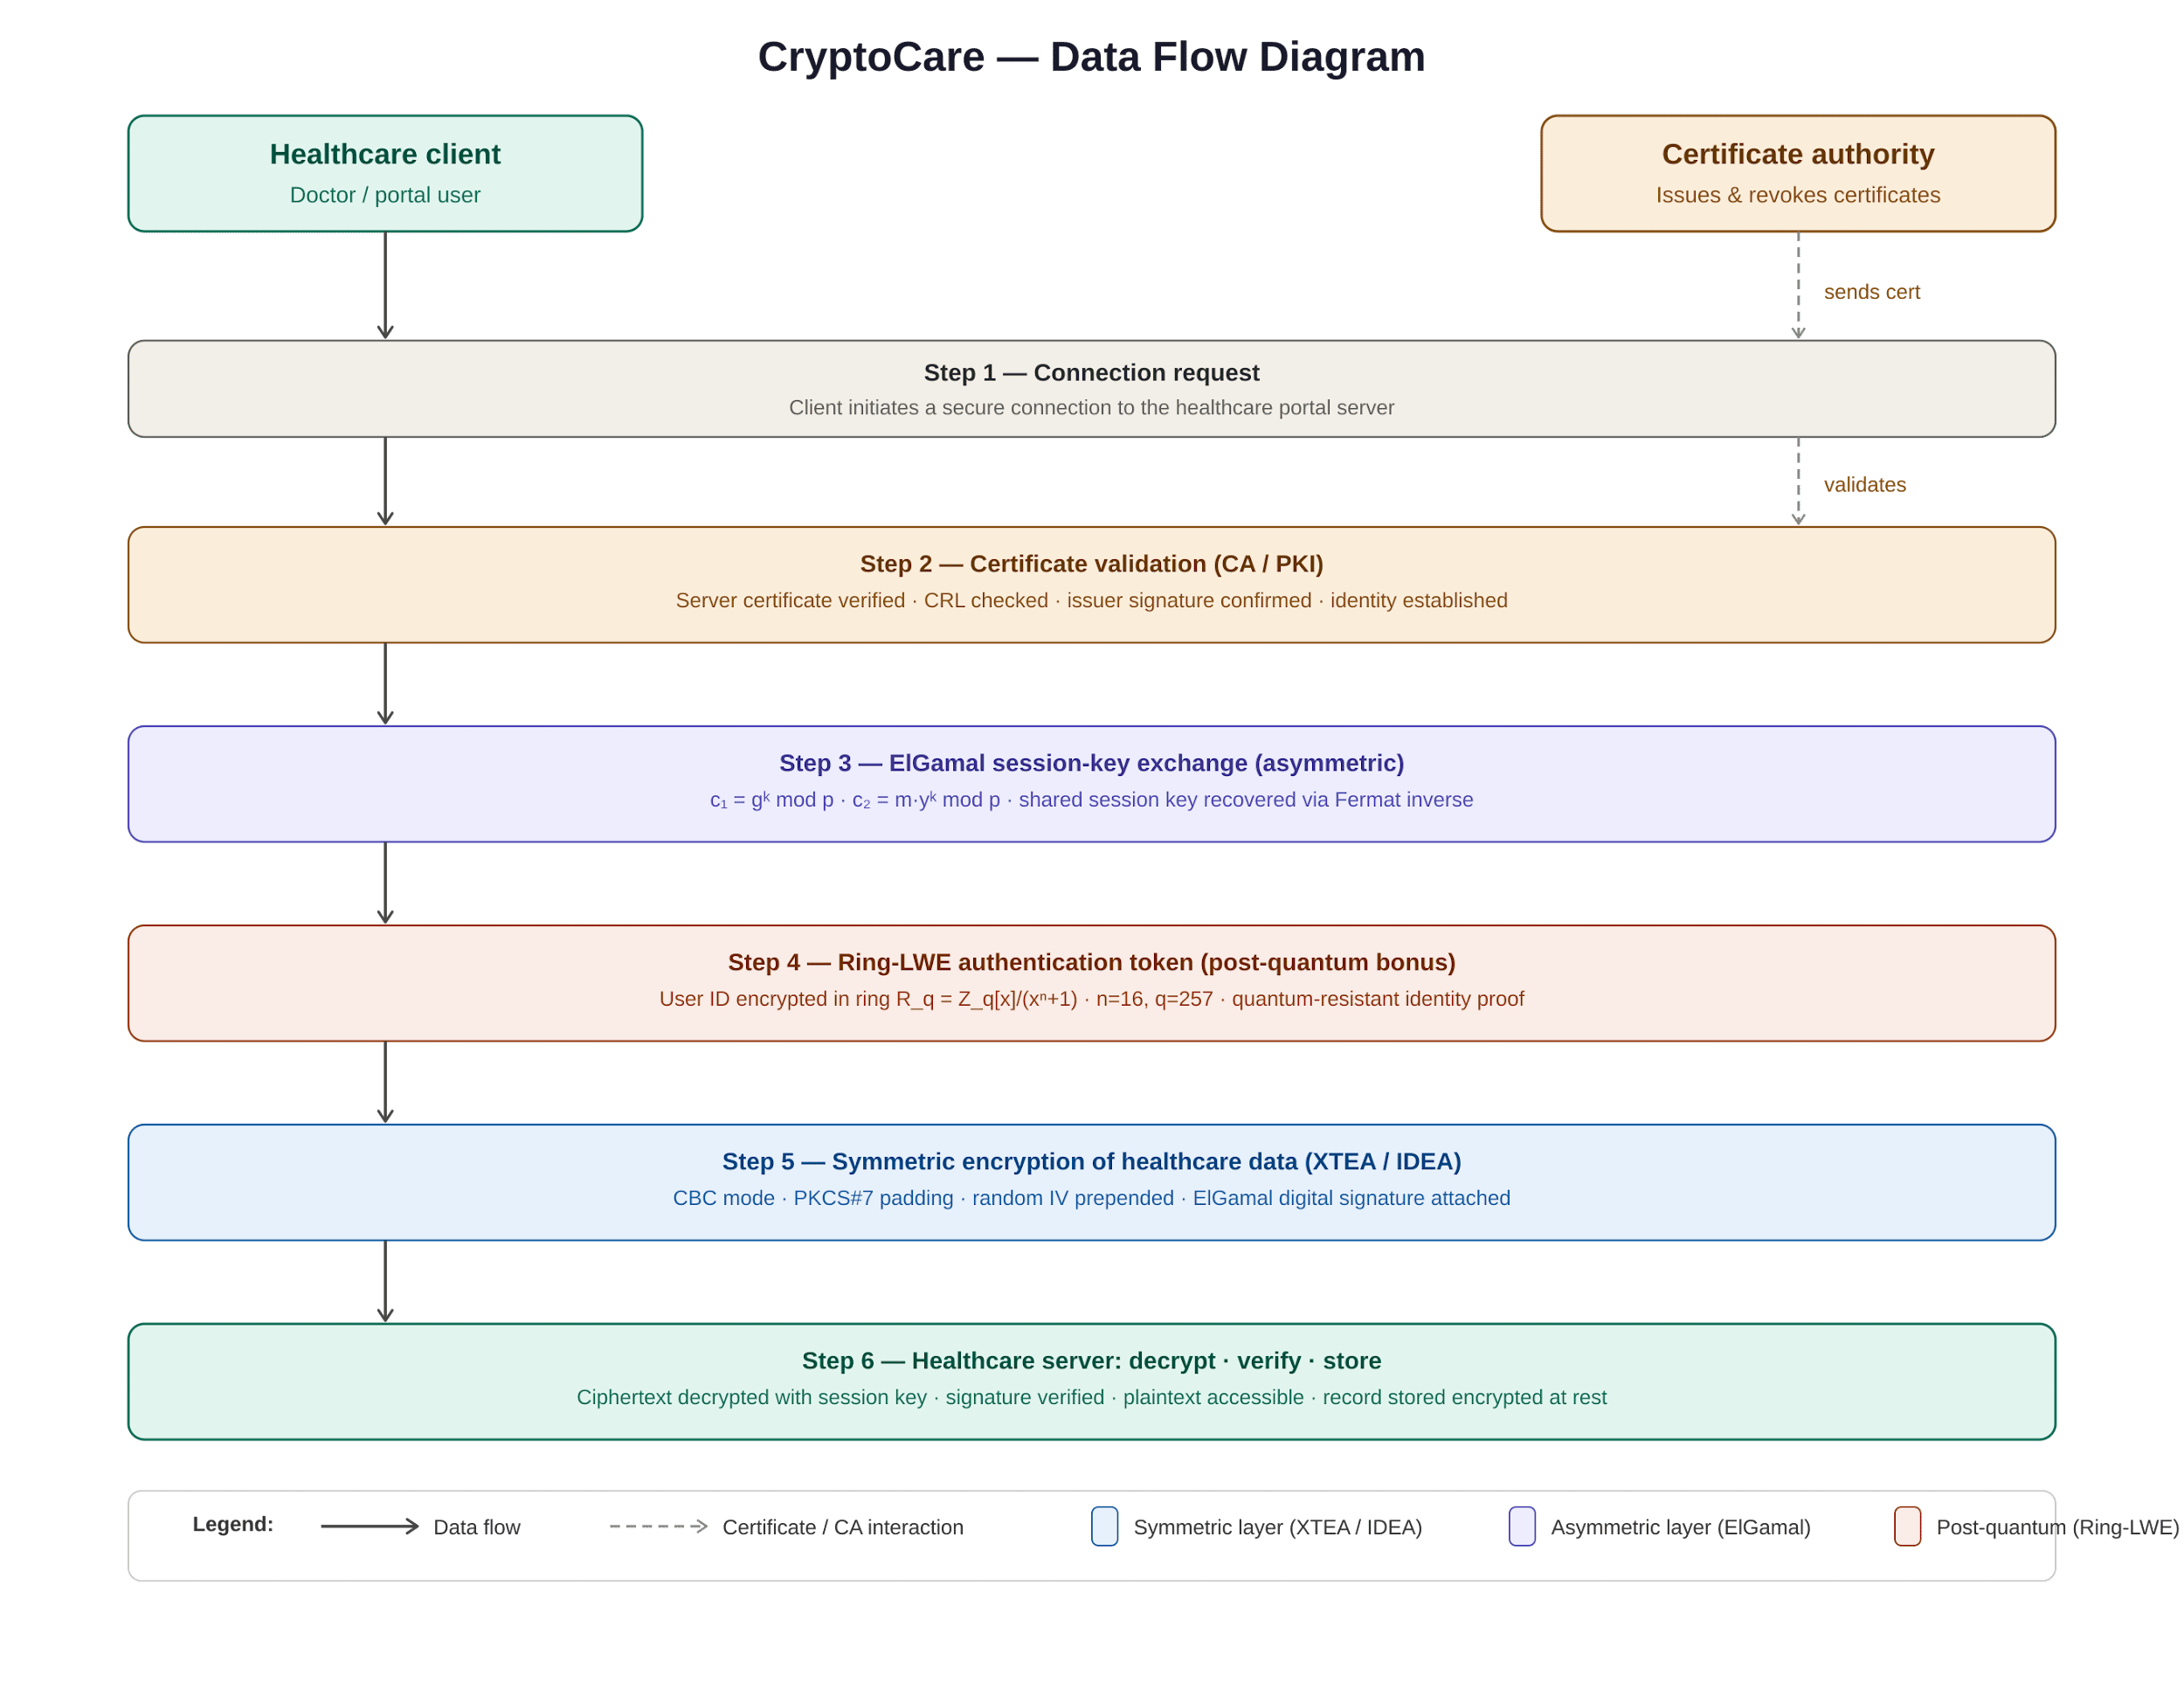 CryptoCare — Data Flow Diagram
Healthcare client
Doctor / portal user
Certificate authority
Issues & revokes certificates
sends cert
Step 1 — Connection request
Client initiates a secure connection to the healthcare portal server
validates
Step 2 — Certificate validation (CA / PKI)
Server certificate verified · CRL checked · issuer signature confirmed · identity established
Step 3 — ElGamal session-key exchange (asymmetric)
c₁ = gᵏ mod p · c₂ = m·yᵏ mod p · shared session key recovered via Fermat inverse
Step 4 — Ring-LWE authentication token (post-quantum bonus)
User ID encrypted in ring R_q = Z_q[x]/(xⁿ+1) · n=16, q=257 · quantum-resistant identity proof
Step 5 — Symmetric encryption of healthcare data (XTEA / IDEA)
CBC mode · PKCS#7 padding · random IV prepended · ElGamal digital signature attached
Step 6 — Healthcare server: decrypt · verify · store
Ciphertext decrypted with session key · signature verified · plaintext accessible · record stored encrypted at rest
Legend:
Data flow
Certificate / CA interaction
Symmetric layer (XTEA / IDEA)
Asymmetric layer (ElGamal)
Post-quantum (Ring-LWE)